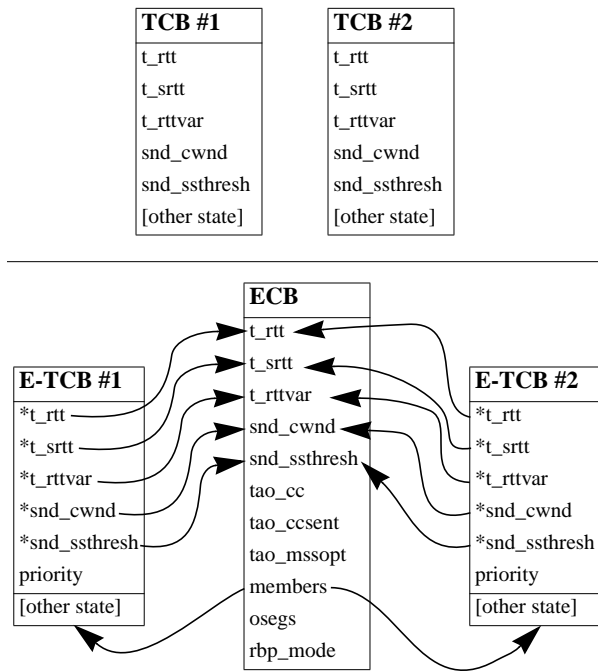 TCB #1
t_rtt
t_srtt
t_rttvar
snd_cwnd
snd_ssthresh
[other state]
TCB #2
t_rtt
t_srtt
t_rttvar
snd_cwnd
snd_ssthresh
[other state]
E-TCB #1
*t_rtt
*t_srtt
*t_rttvar
*snd_cwnd
*snd_ssthresh
priority
[other state]
ECB
t_rtt
t_srtt
t_rttvar
snd_cwnd
snd_ssthresh
tao_cc
tao_ccsent
tao_mssopt
members
osegs
rbp_mode
E-TCB #2
*t_rtt
*t_srtt
*t_rttvar
*snd_cwnd
*snd_ssthresh
priority
[other state]